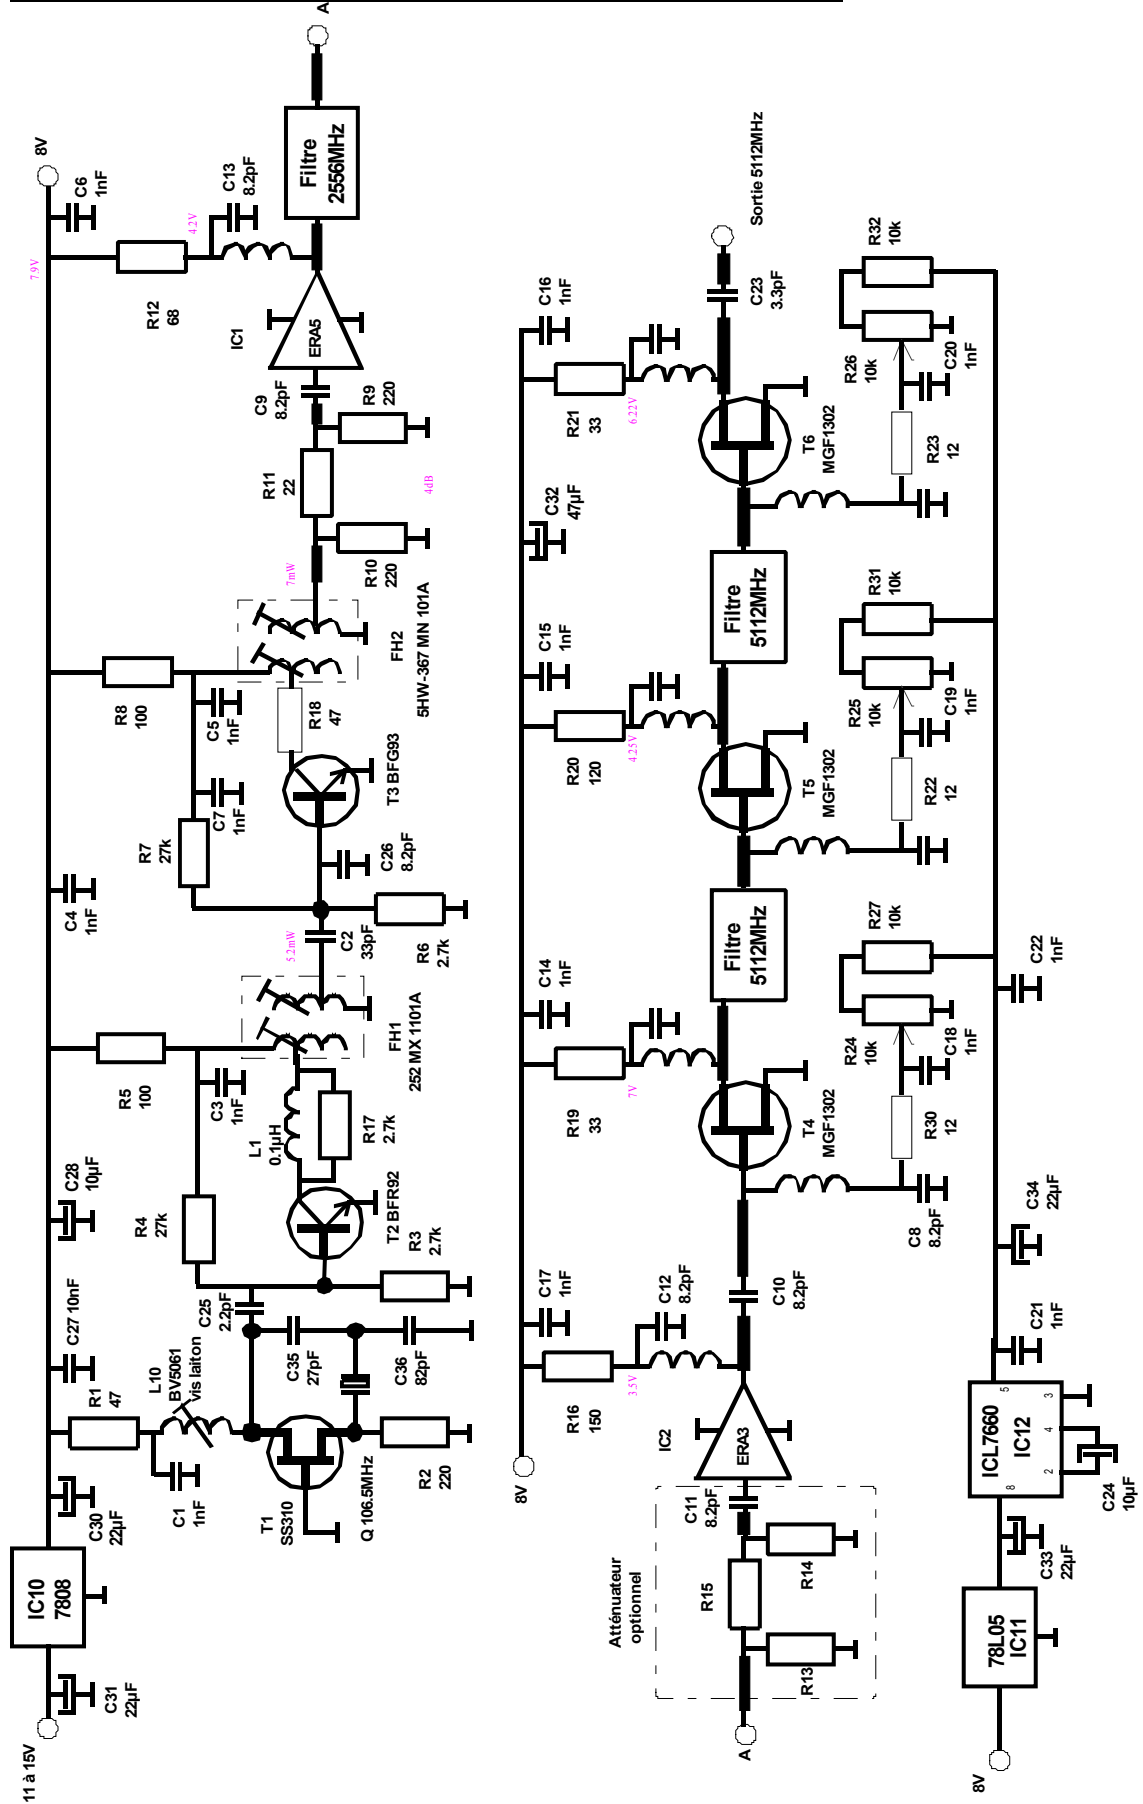 11 à 15V
C31
22µF
IC10
7808
C30
22µF
C1
1nF
R1
47
L10
BV5061
vis laiton
C27 10nF
T1
SS310
Q 106.5MHz
R2
220
C35
27pF
C36
82pF
C25
2.2pF
C28
10µF
R4
27k
R3
2.7k
T2 BFR92
L1
0.1µH
R17
2.7k
R5
100
C3
1nF
FH1
252 MX 1101A
5.2mW
C2
33pF
R6
2.7k
C4
1nF
R7
27k
C26
8.2pF
C7
1nF
T3 BFG93
R8
100
C5
1nF
R18
47
FH2
5HW-367 MN 101A
7mW
R10
220
R11
22
4dB
R9
220
C9
8.2pF
IC1
ERA5
R12
68
7.9V
4.2V
C6
1nF
C13
8.2pF
8V
Filtre
2556MHz
A
A
Atténuateur
optionnel
R13
R15
R14
C11
8.2pF
8V
IC2
ERA3
R16
150
3.5V
C17
1nF
C12
8.2pF
C10
8.2pF
C8
8.2pF
R19
33
7V
C14
1nF
T4
MGF1302
R30
12
R24
10k
C18
1nF
R27
10k
Filtre
5112MHz
R20
120
4.25V
C15
1nF
T5
MGF1302
R22
12
R25
10k
C19
1nF
R31
10k
Filtre
5112MHz
C32
47µF
R21
33
6.22V
C16
1nF
T6
MGF1302
R23
12
R26
10k
C20
1nF
R32
10k
C23
3.3pF
Sortie 5112MHz
8V
78L05
IC11
C33
22µF
ICL7660
IC12
8
5
2
4
3
C24
10µF
C21
1nF
C34
22µF
C22
1nF